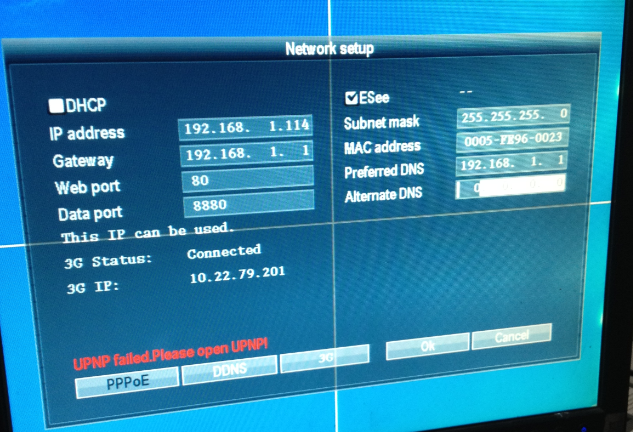 Network setup
DHCP
ESee --
IP address 192.168. 1.114
Subnet mask 255.255.255. 0
Gateway 192.168. 1. 1
MAC address 0005-FE96-0023
Web port 80
Preferred DNS 192.168. 1. 1
Data port 8880
Alternate DNS 0
This IP can be used.
3G Status: Connected
3G IP: 10.22.79.201
UPNP failed.Please open UPNP!
PPPoE DDNS 3G Ok Cancel